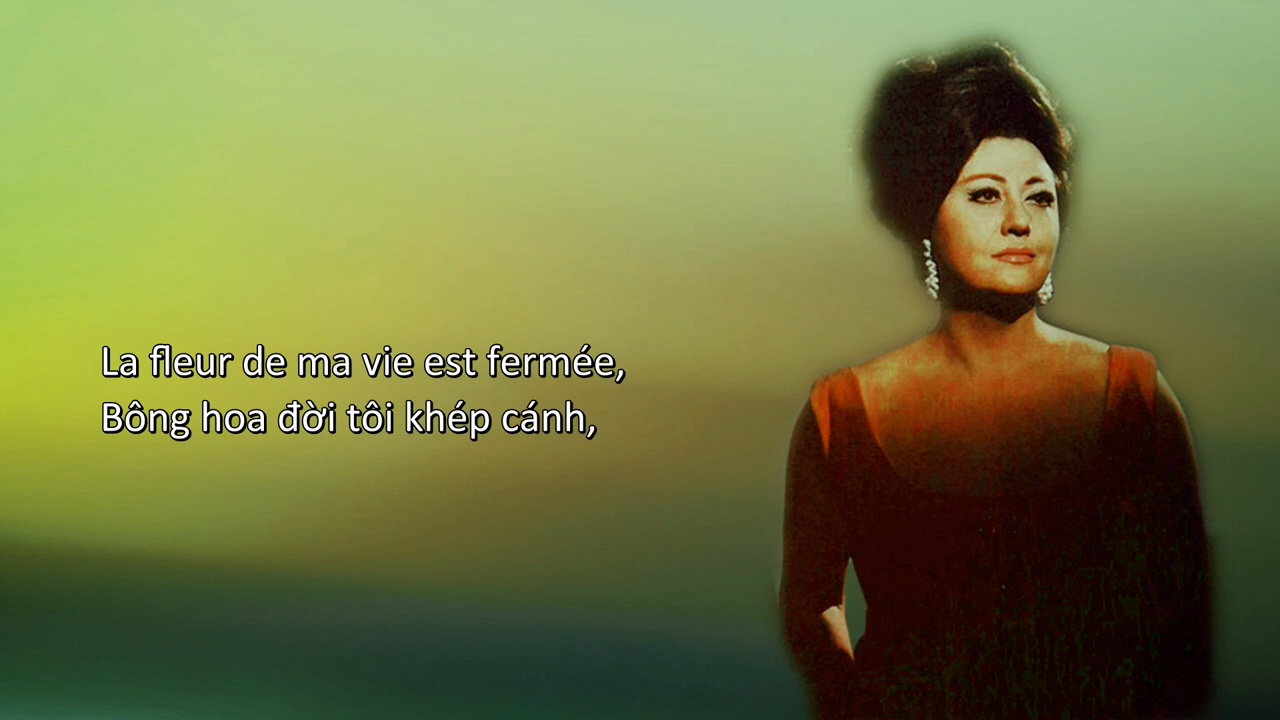 La fleur de ma vie est fermée,
Bông hoa đời tôi khép cánh,